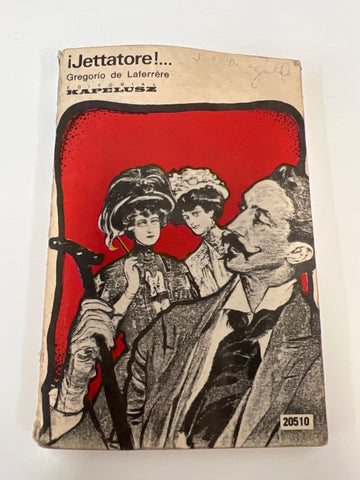 ¡Jettatore!...
Gregorio de Laferrère
EDITORIAL
KAPELUSZ
20510